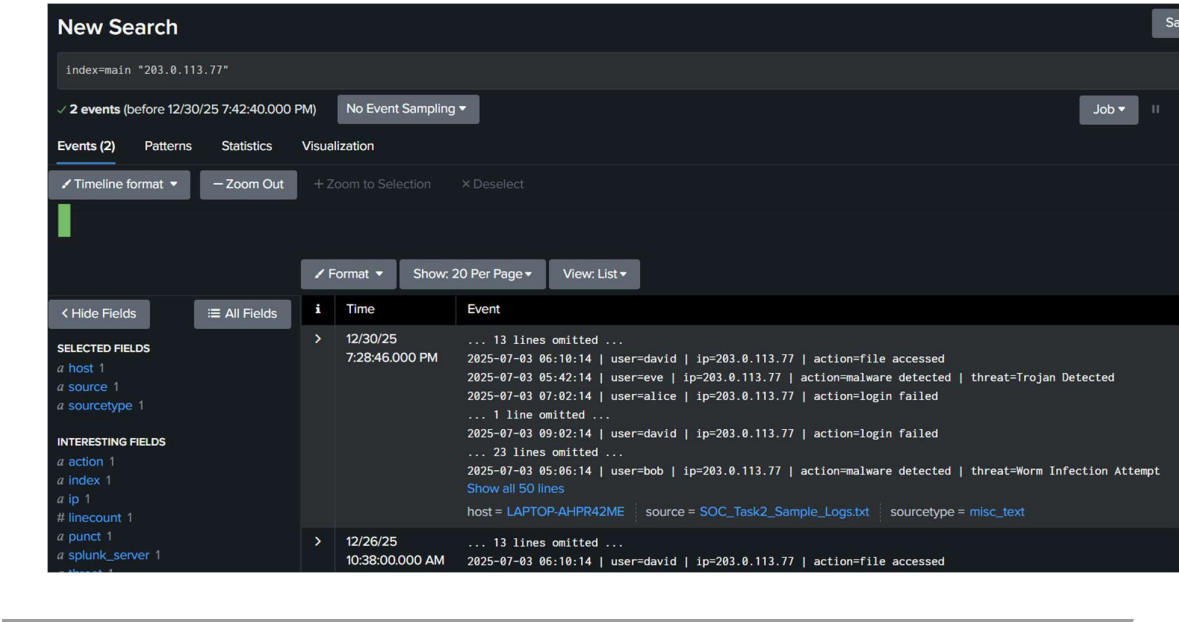 New Search
Sa
index=main "203.0.113.77"
2 events (before 12/30/25 7:42:40.000 PM) No Event Sampling Job
Events (2) Patterns Statistics Visualization
Timeline format Zoom Out + Zoom to Selection × Deselect
Format Show: 20 Per Page View: List
Hide Fields All Fields i Time Event
SELECTED FIELDS
a host 1
a source 1
a sourcetype 1
INTERESTING FIELDS
a action 1
a index 1
a ip 1
# linecount 1
a punct 1
a splunk_server 1
12/30/25
7:28:46.000 PM
... 13 lines omitted ...
2025-07-03 06:10:14 | user=david | ip=203.0.113.77 | action=file accessed
2025-07-03 05:42:14 | user=eve | ip=203.0.113.77 | action=malware detected | threat=Trojan Detected
2025-07-03 07:02:14 | user=alice | ip=203.0.113.77 | action=login failed
... 1 line omitted ...
2025-07-03 09:02:14 | user=david | ip=203.0.113.77 | action=login failed
... 23 lines omitted ...
2025-07-03 05:06:14 | user=bob | ip=203.0.113.77 | action=malware detected | threat=Worm Infection Attempt
Show all 50 lines
host = LAPTOP-AHPR42ME source = SOC_Task2_Sample_Logs.txt sourcetype = misc_text
12/26/25
10:38:00.000 AM
... 13 lines omitted ...
2025-07-03 06:10:14 | user=david | ip=203.0.113.77 | action=file accessed